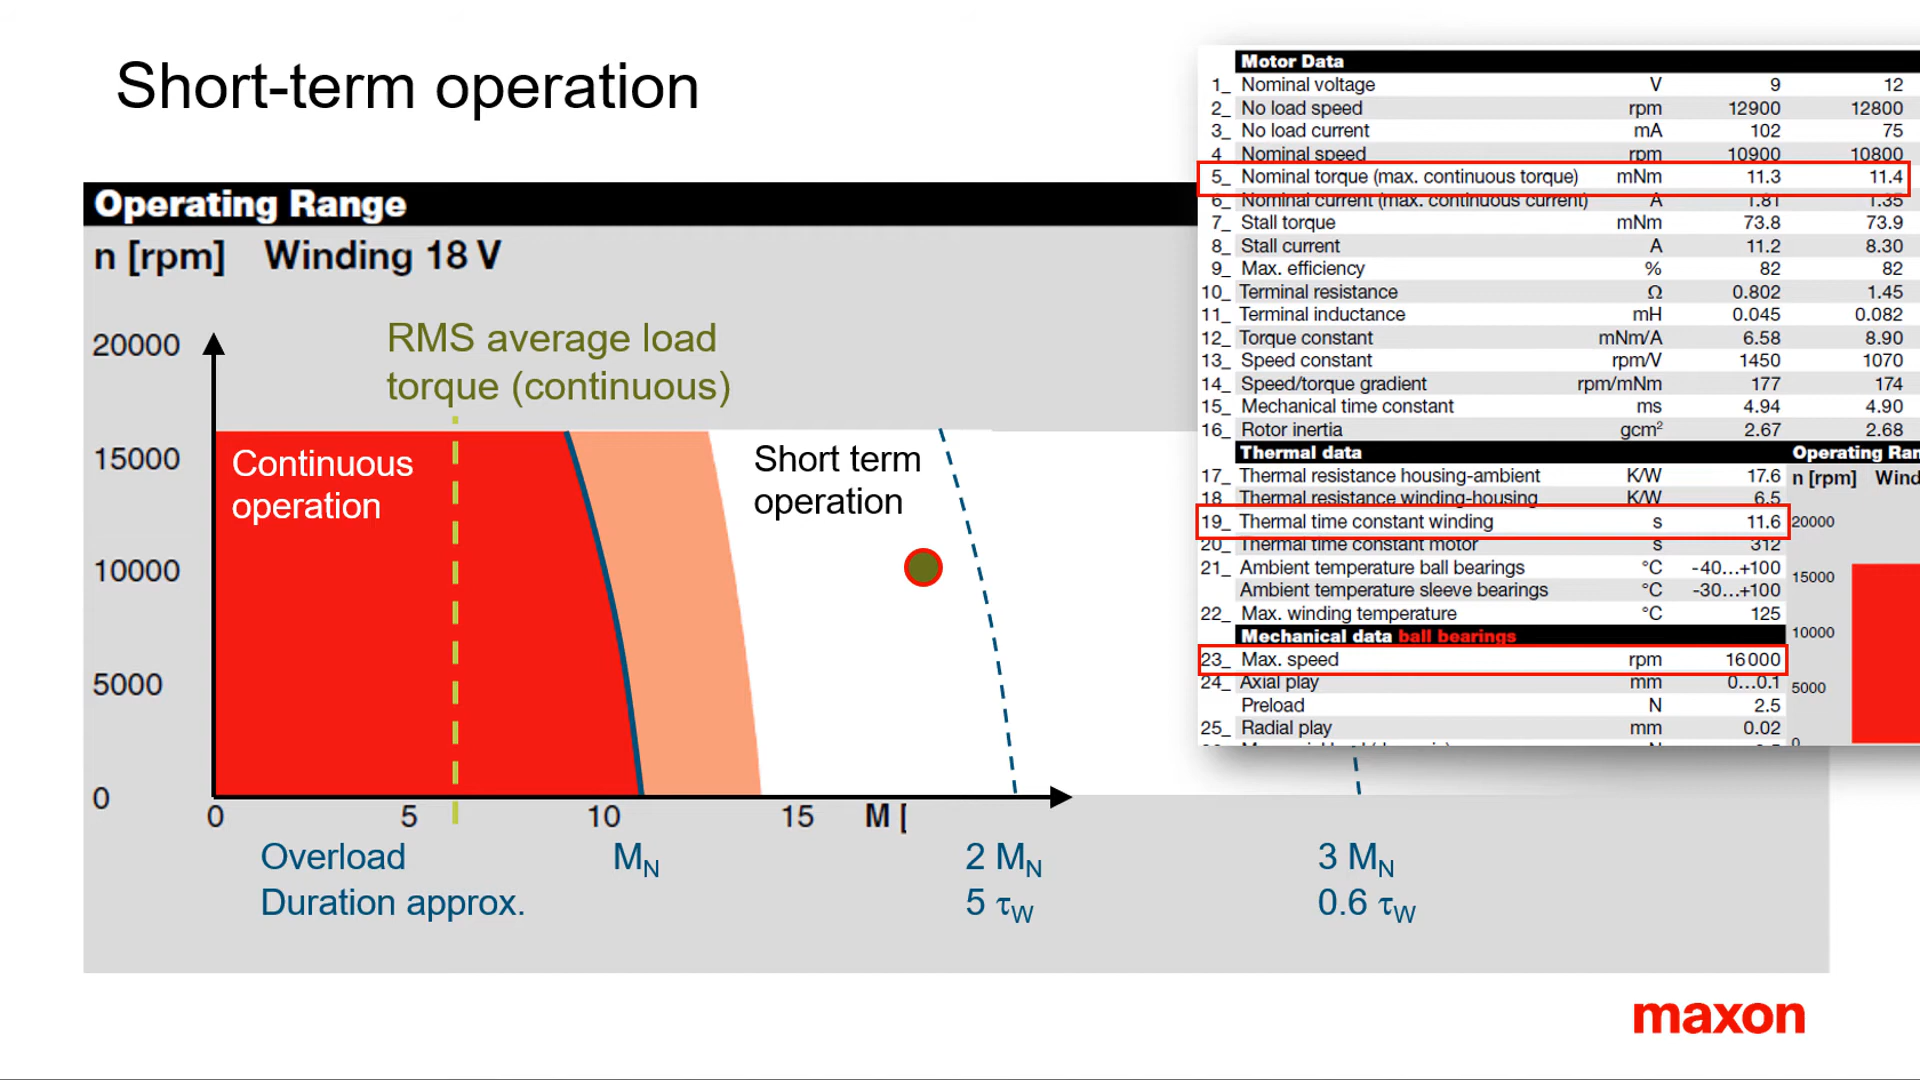 Short-term operation
Operating Range
n [rpm] Winding 18 V
RMS average load
torque (continuous)
20000
15000
10000
5000
0
Continuous
operation
Short term
operation
0 5 10 15 M [
Overload M_N 2 M_N 3 M_N
Duration approx. 5 τ_W 0.6 τ_W
Motor Data
1_ Nominal voltage V 9 12
2_ No load speed rpm 12900 12800
3_ No load current mA 102 75
4 Nominal speed rpm 10900 10800
5_ Nominal torque (max. continuous torque) mNm 11.3 11.4
6_ Nominal current (max. continuous current) A 1.81 1.35
7_ Stall torque mNm 73.8 73.9
8_ Stall current A 11.2 8.30
9_ Max. efficiency % 82 82
10_ Terminal resistance Ω 0.802 1.45
11_ Terminal inductance mH 0.045 0.082
12_ Torque constant mNm/A 6.58 8.90
13_ Speed constant rpm/V 1450 1070
14_ Speed/torque gradient rpm/mNm 177 174
15_ Mechanical time constant ms 4.94 4.90
16_ Rotor inertia gcm² 2.67 2.68
Thermal data
17_ Thermal resistance housing-ambient K/W 17.6
18 Thermal resistance winding-housing K/W 6.5
19_ Thermal time constant winding s 11.6
20_ Thermal time constant motor s 312
21_ Ambient temperature ball bearings °C -40...+100
Ambient temperature sleeve bearings °C -30...+100
22_ Max. winding temperature °C 125
Mechanical data ball bearings
23_ Max. speed rpm 16000
24_ Axial play mm 0...0.1
Preload N 2.5
25_ Radial play mm 0.02
Operating Ran
n [rpm] Wind
20000
15000
10000
5000
0
maxon